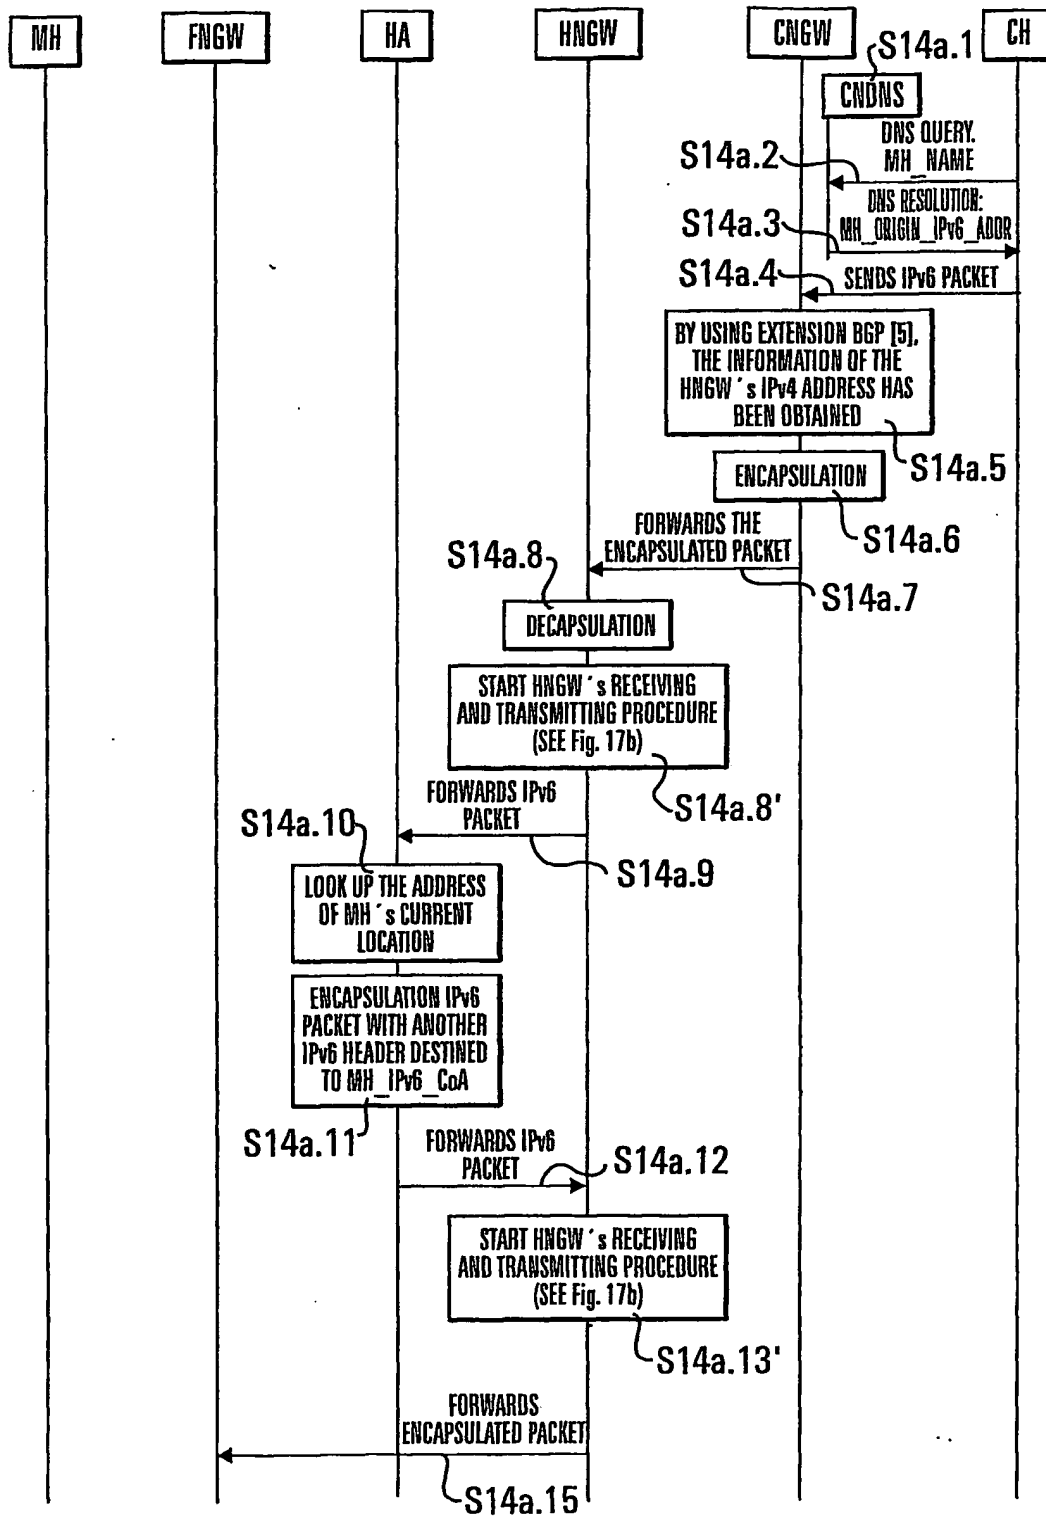 MH
FNGW
HA
HNGW
CNGW
CH
S14a.1
CNDNS
DNS QUERY.
MH_NAME
S14a.2
DNS RESOLUTION:
MH_ORIGIN_IPv6_ADDR
S14a.3
S14a.4
SENDS IPv6 PACKET
BY USING EXTENSION BGP [5],
THE INFORMATION OF THE
HNGW´s IPv4 ADDRESS HAS
BEEN OBTAINED
S14a.5
ENCAPSULATION
S14a.6
FORWARDS THE
ENCAPSULATED PACKET
S14a.7
S14a.8
DECAPSULATION
START HNGW´s RECEIVING
AND TRANSMITTING PROCEDURE
(SEE Fig. 17b)
S14a.8'
FORWARDS IPv6
PACKET
S14a.9
S14a.10
LOOK UP THE ADDRESS
OF MH´s CURRENT
LOCATION
ENCAPSULATION IPv6
PACKET WITH ANOTHER
IPv6 HEADER DESTINED
TO MH_IPv6_CoA
S14a.11
FORWARDS IPv6
PACKET
S14a.12
START HNGW´s RECEIVING
AND TRANSMITTING PROCEDURE
(SEE Fig. 17b)
S14a.13'
FORWARDS
ENCAPSULATED PACKET
S14a.15